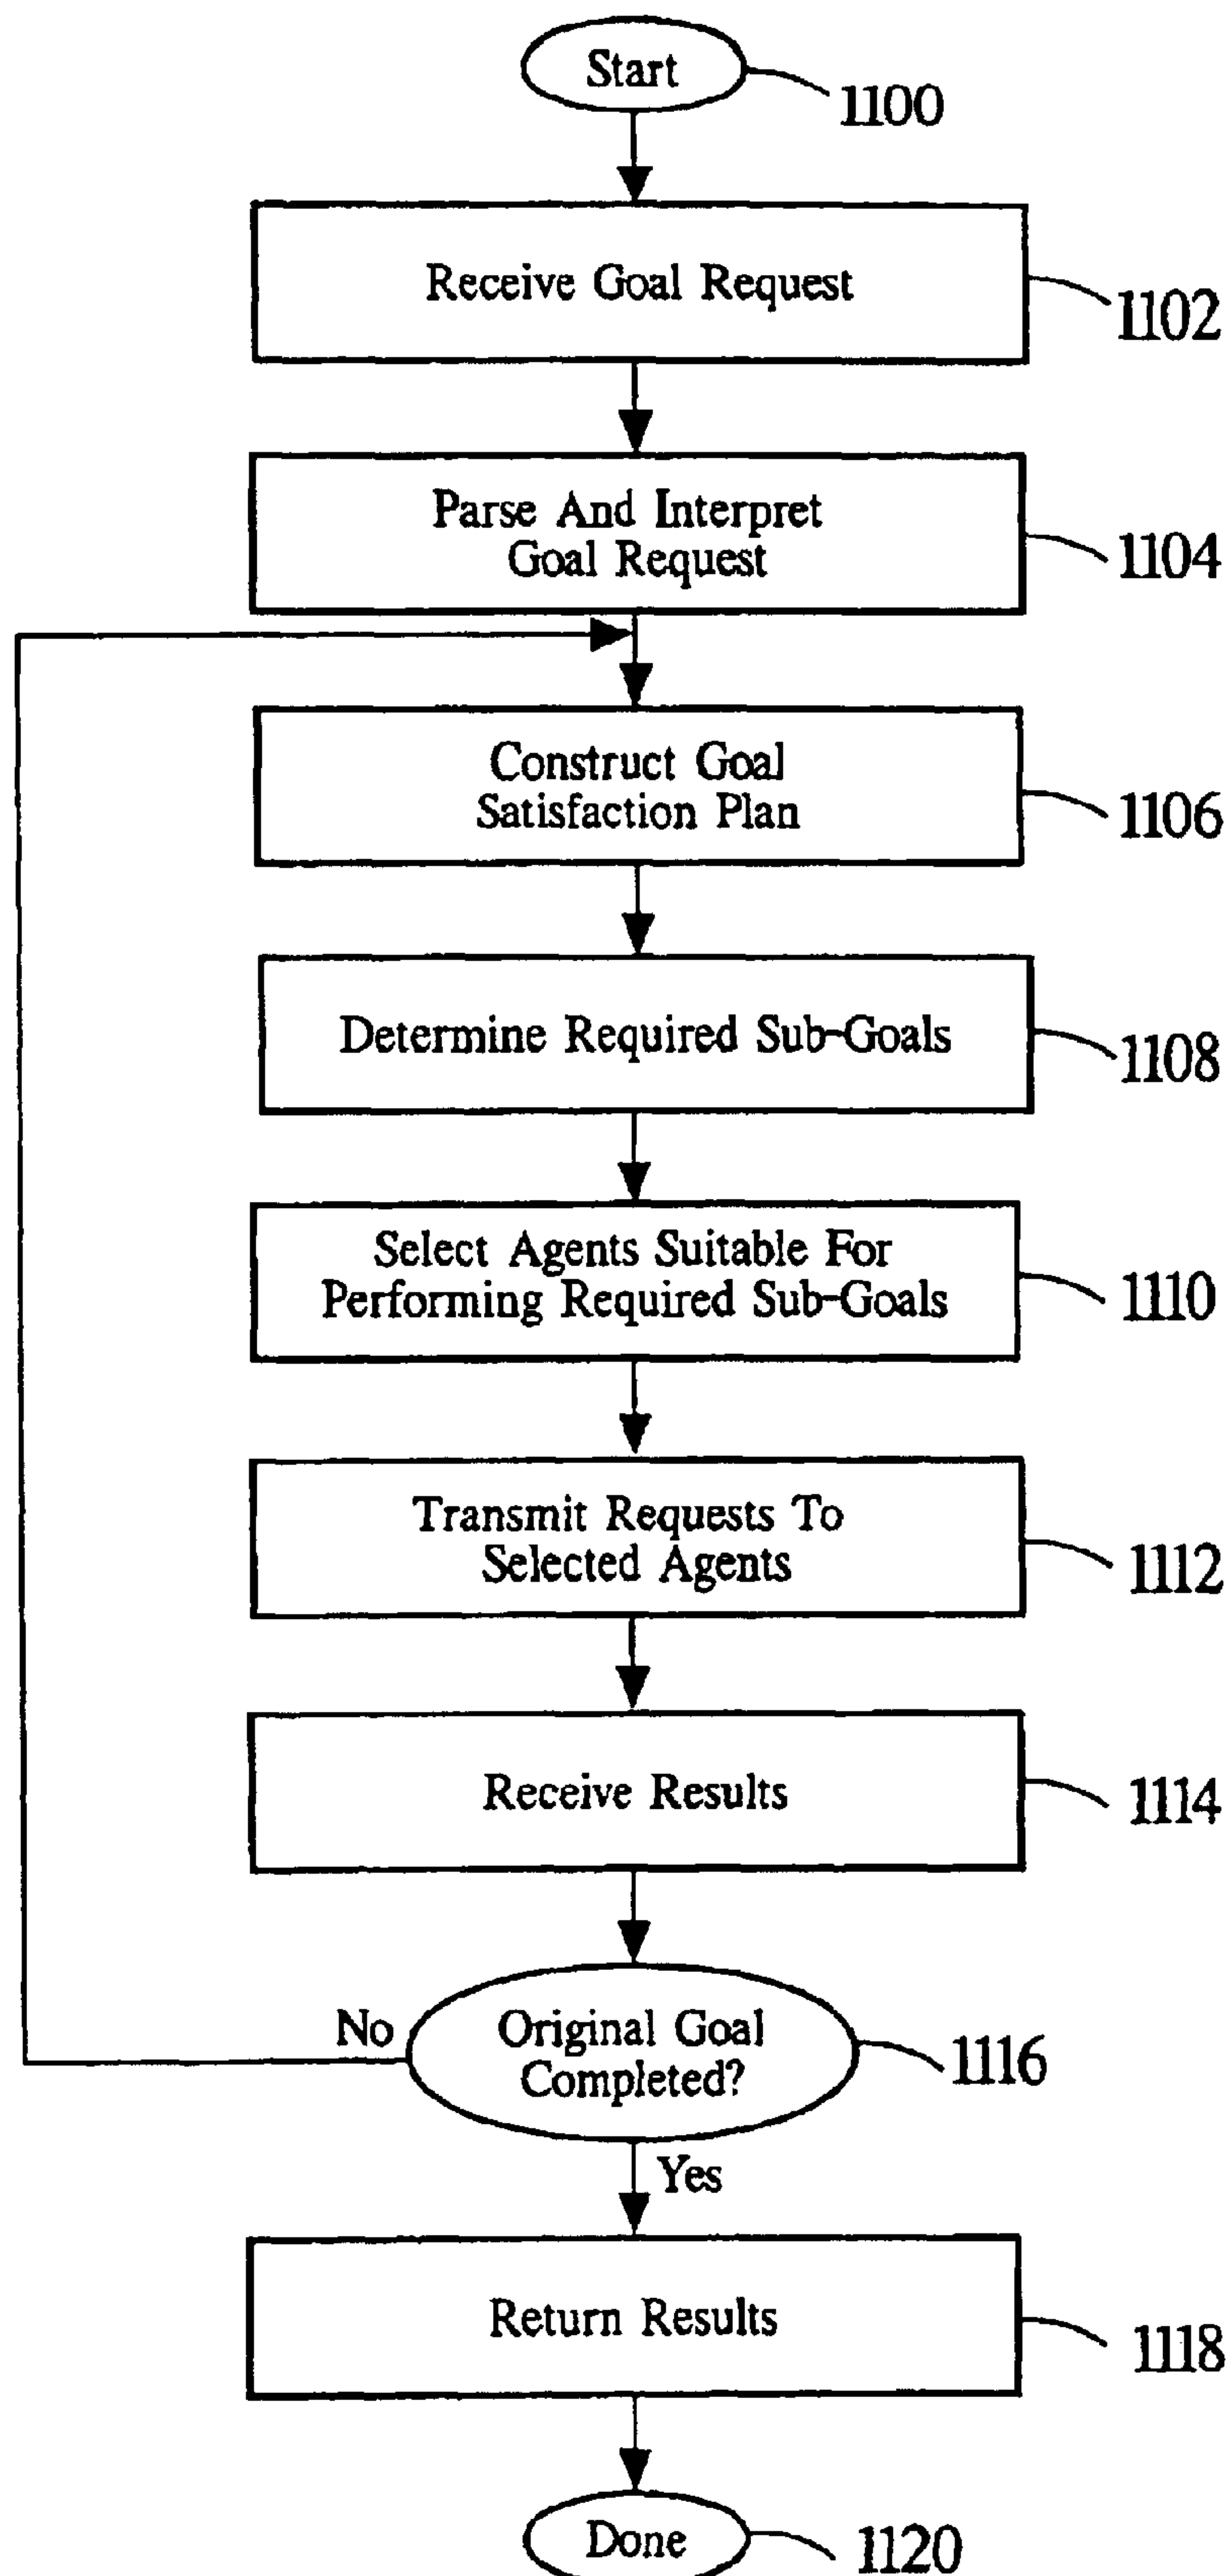 Start
1100
Receive Goal Request
1102
Parse And Interpret
Goal Request
1104
Construct Goal
Satisfaction Plan
1106
Determine Required Sub-Goals
1108
Select Agents Suitable For
Performing Required Sub-Goals
1110
Transmit Requests To
Selected Agents
1112
Receive Results
1114
No
Original Goal
Completed?
1116
Yes
Return Results
1118
Done
1120